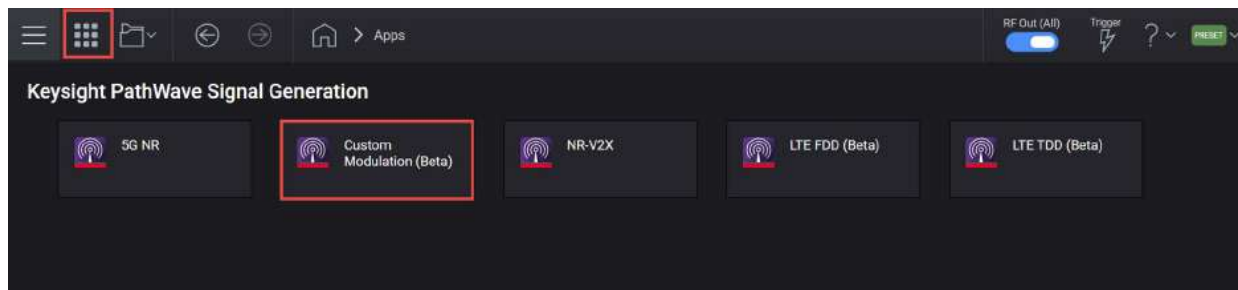 > Apps
RF Out (All)
Trigger
?
PRESET
Keysight PathWave Signal Generation
5G NR
Custom
Modulation (Beta)
NR-V2X
LTE FDD (Beta)
LTE TDD (Beta)